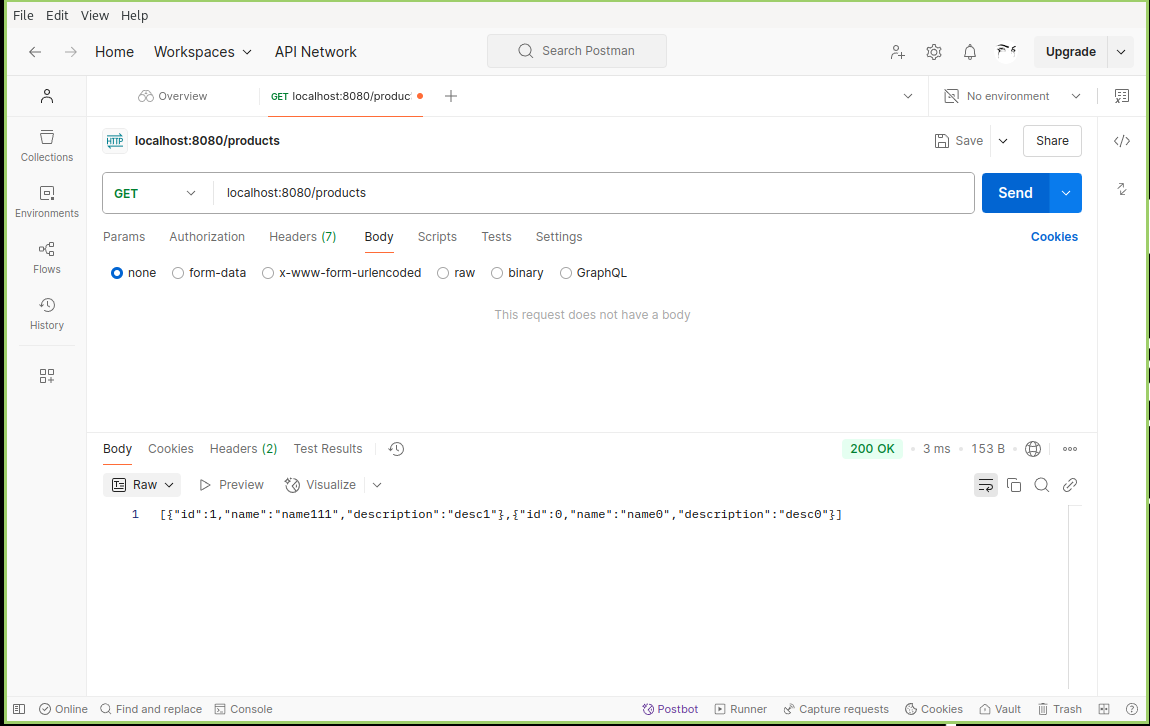 File Edit View Help
Home Workspaces API Network Search Postman Upgrade
Overview GET localhost:8080/produc No environment
HTTP localhost:8080/products Save Share
Collections
GET localhost:8080/products Send
Environments
Params Authorization Headers (7) Body Scripts Tests Settings Cookies
Flows
none form-data x-www-form-urlencoded raw binary GraphQL
History
This request does not have a body
Body Cookies Headers (2) Test Results 200 OK 3 ms 153 B
Raw Preview Visualize
1 [{"id":1,"name":"name111","description":"desc1"},{"id":0,"name":"name0","description":"desc0"}]
Online Find and replace Console Postbot Runner Capture requests Cookies Vault Trash